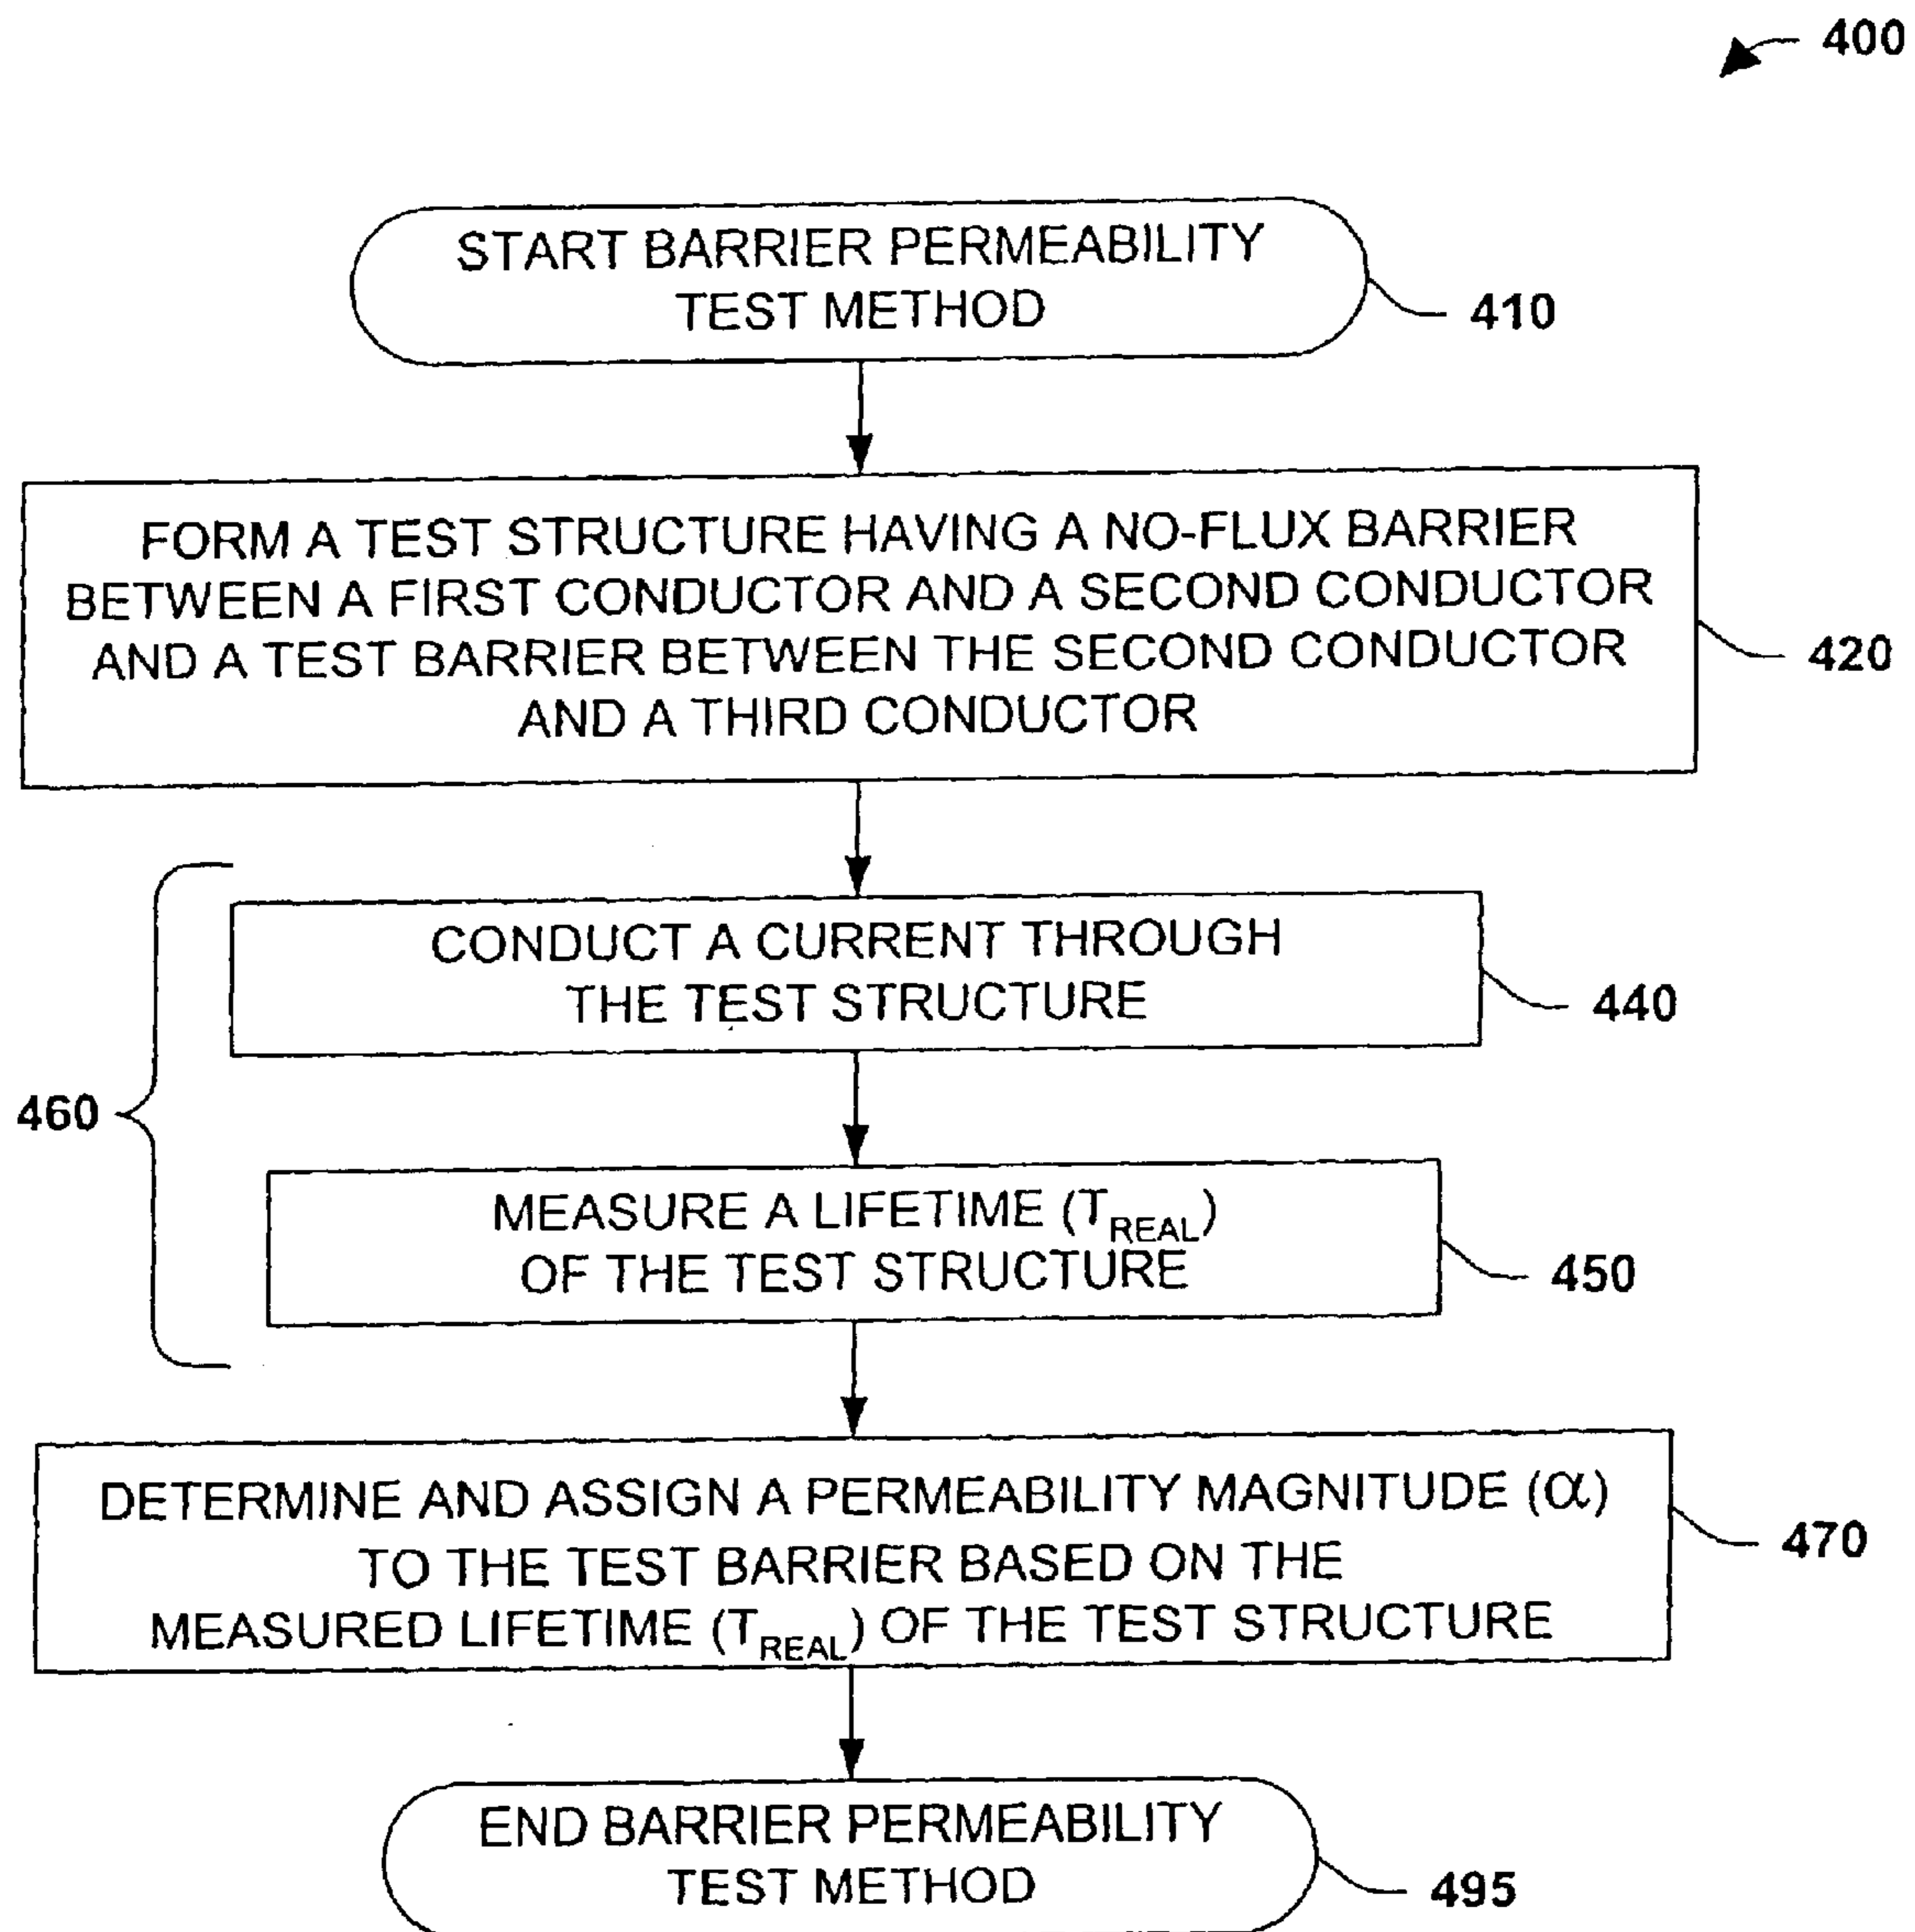 400
START BARRIER PERMEABILITY
TEST METHOD
410
FORM A TEST STRUCTURE HAVING A NO-FLUX BARRIER
BETWEEN A FIRST CONDUCTOR AND A SECOND CONDUCTOR
AND A TEST BARRIER BETWEEN THE SECOND CONDUCTOR
AND A THIRD CONDUCTOR
420
CONDUCT A CURRENT THROUGH
THE TEST STRUCTURE
440
460
MEASURE A LIFETIME (T_REAL)
OF THE TEST STRUCTURE
450
DETERMINE AND ASSIGN A PERMEABILITY MAGNITUDE (α)
TO THE TEST BARRIER BASED ON THE
MEASURED LIFETIME (T_REAL) OF THE TEST STRUCTURE
470
END BARRIER PERMEABILITY
TEST METHOD
495